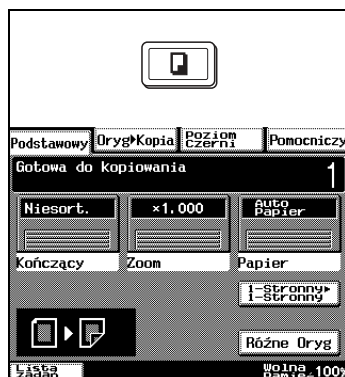 Podstawowy Oryg▸Kopia Poziom Czerni Pomocniczy
Gotowa do kopiowania 1
Niesort. ×1.000 Auto Papier
Kończący Zoom Papier
1-Stronny▸
1-Stronny
Różne Oryg
Lista Zadań Wolna Pamięć 100%